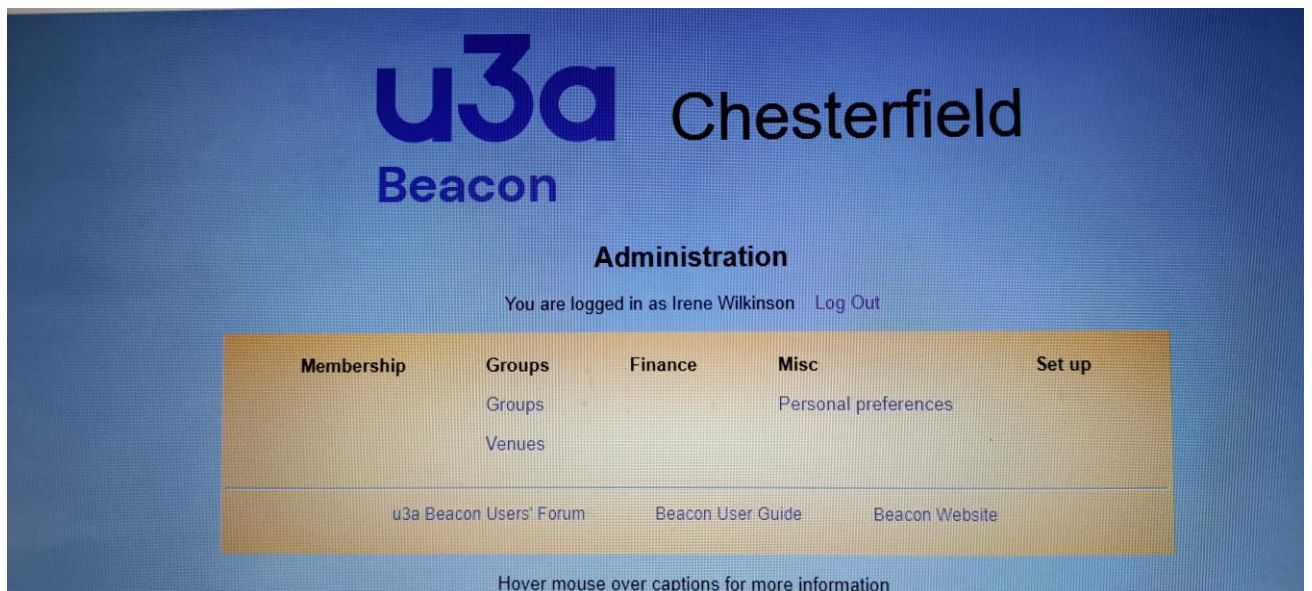 u3a Chesterfield
Beacon
Administration
You are logged in as Irene Wilkinson Log Out
Membership Groups Finance Misc Set up
Groups Personal preferences
Venues
u3a Beacon Users' Forum Beacon User Guide Beacon Website
Hover mouse over captions for more information